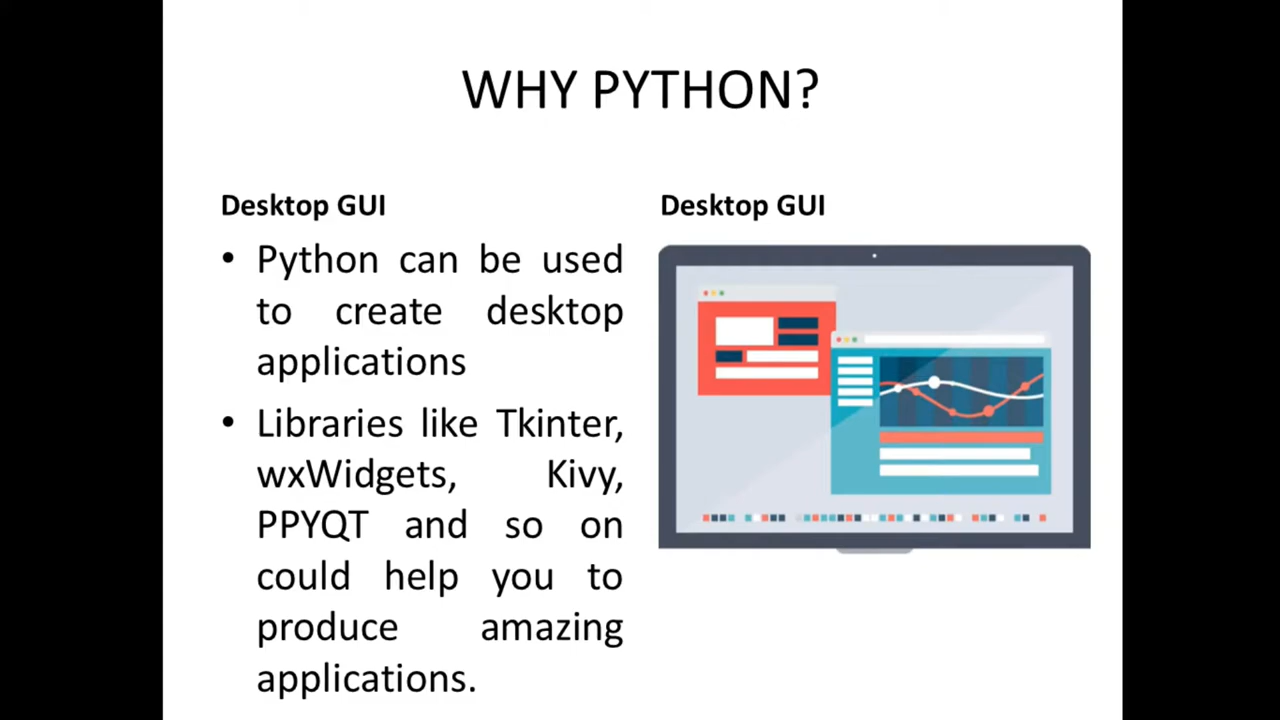 WHY PYTHON?
Desktop GUI
• Python can be used
to create desktop
applications
• Libraries like Tkinter,
wxWidgets, Kivy,
PPYQT and so on
could help you to
produce amazing
applications.
Desktop GUI